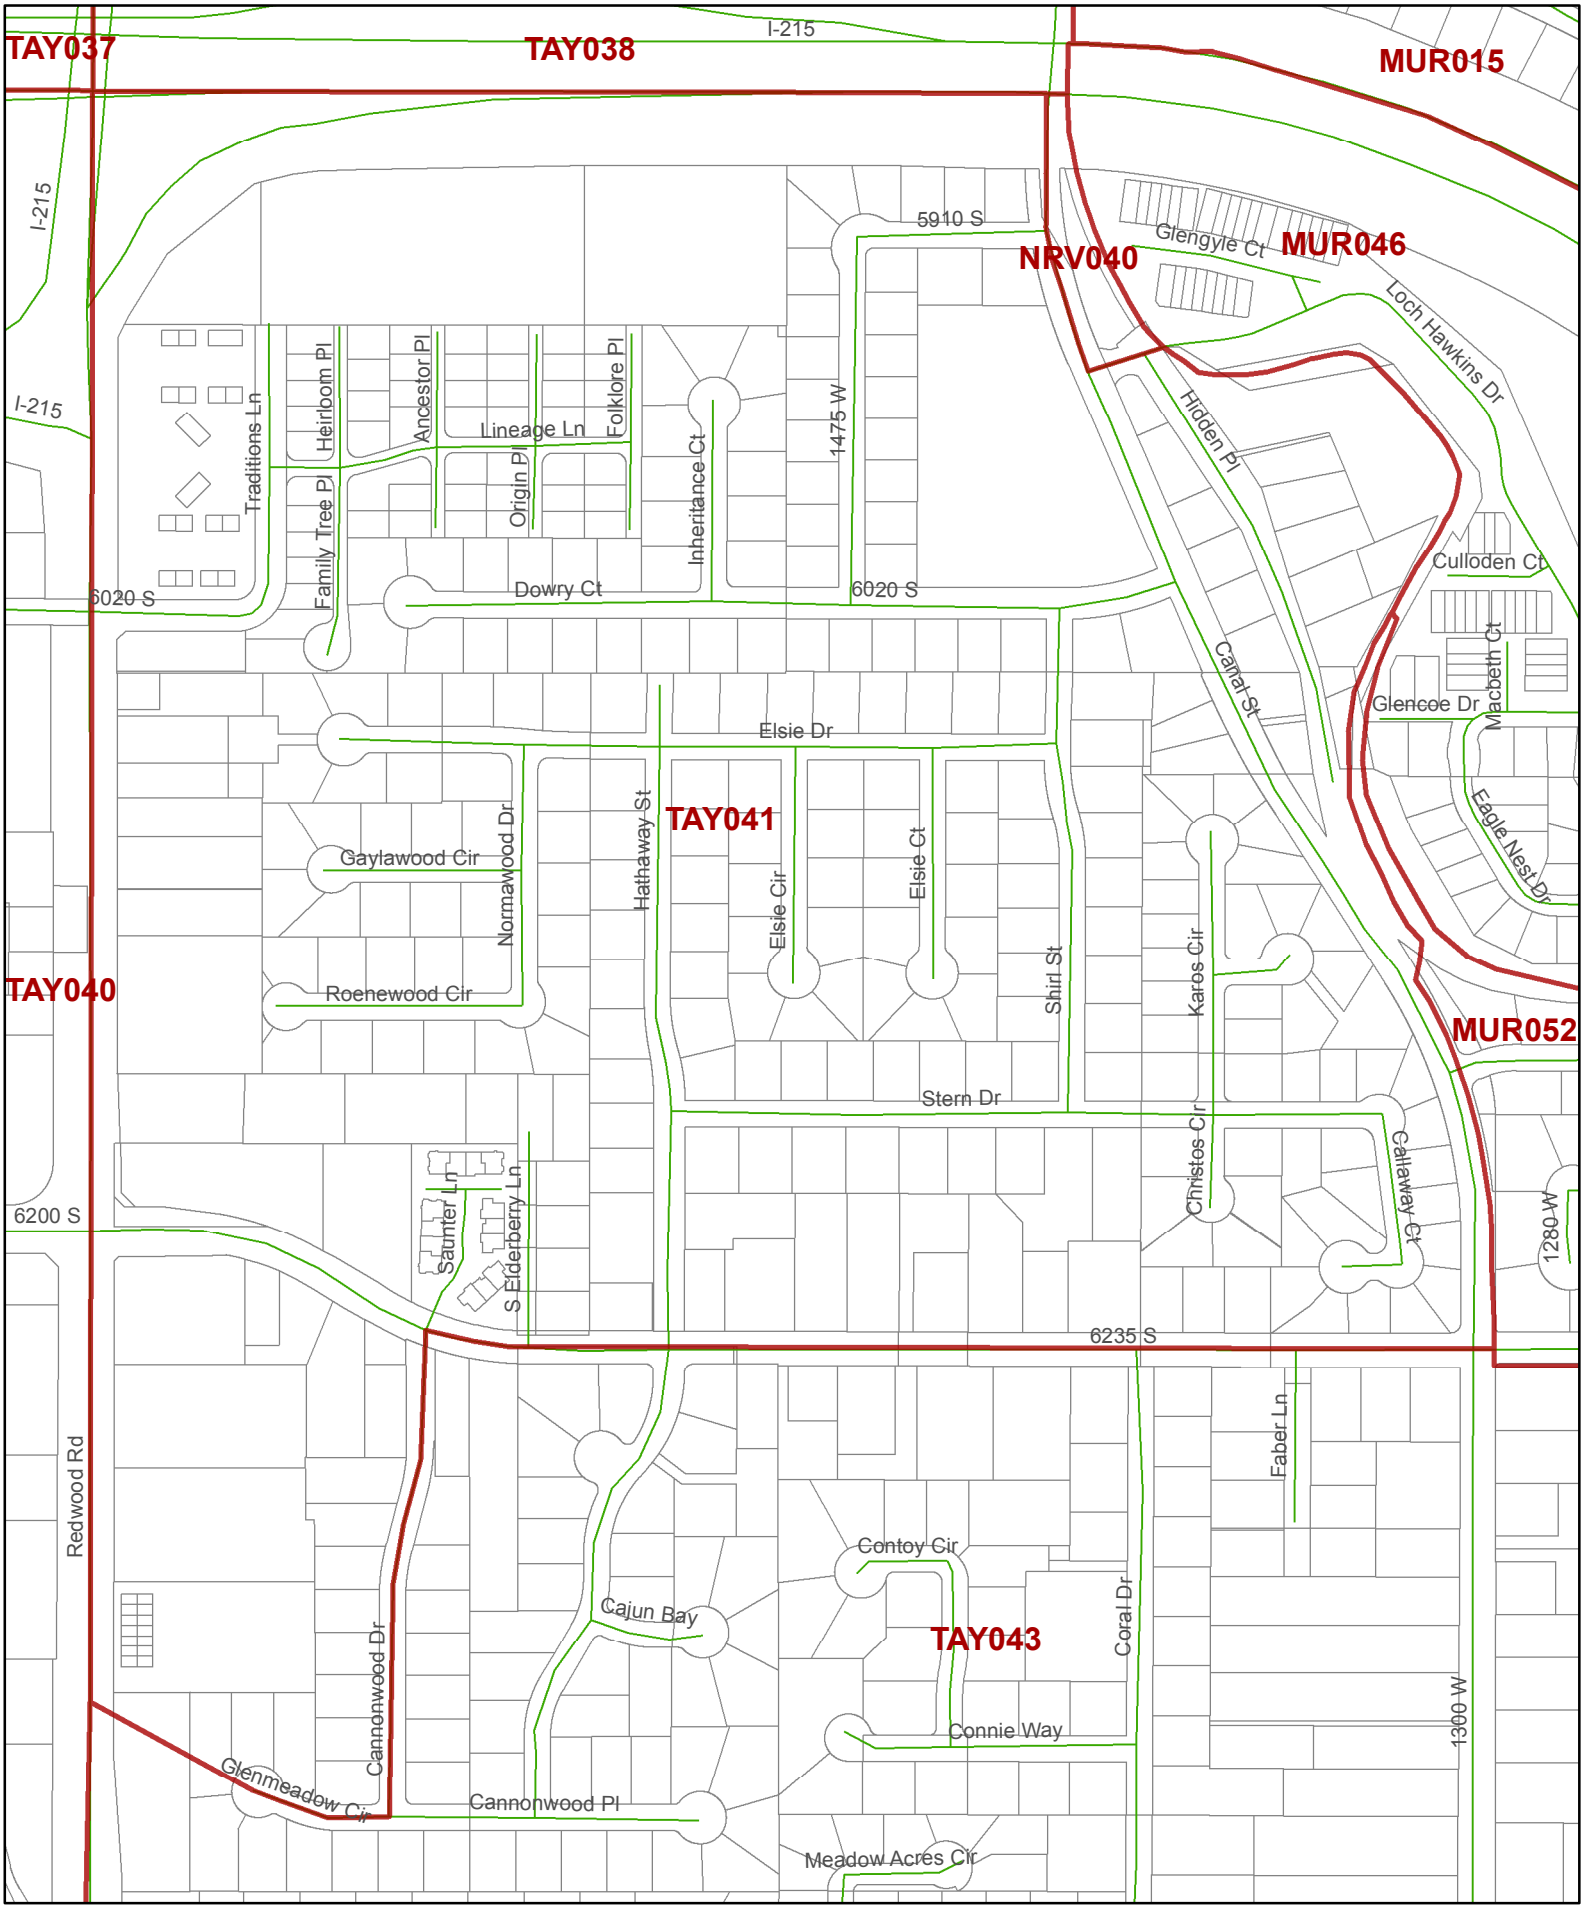 I-215
TAY037
TAY038
MUR015
I-215
5910 S
Glengyle Ct
MUR046
NRV040
Loch Hawkins Dr
I-215
Traditions Ln
Heirloom Pl
Ancestor Pl
Lineage Ln
Folklore Pl
Origin Pl
Family Tree Pl
Inheritance Ct
1475 W
Hidden Pl
Culloden Ct
6020 S
Dowry Ct
6020 S
Canal St
Macbeth Ct
Glencoe Dr
Elsie Dr
Hathaway St
TAY041
Normawood Dr
Gaylawood Cir
Elsie Cir
Elsie Ct
Eagle Nest Dr
Shirl St
Karos Cir
TAY040
Roenewood Cir
MUR052
Stern Dr
Christos Cir
Callaway Ct
Saunter Ln
S Elderberry Ln
6200 S
1280 W
6235 S
Redwood Rd
Faber Ln
Contoy Cir
Cajun Bay
Coral Dr
TAY043
Cannonwood Dr
Connie Way
1300 W
Glenmeadow Cir
Cannonwood Pl
Meadow Acres Cir